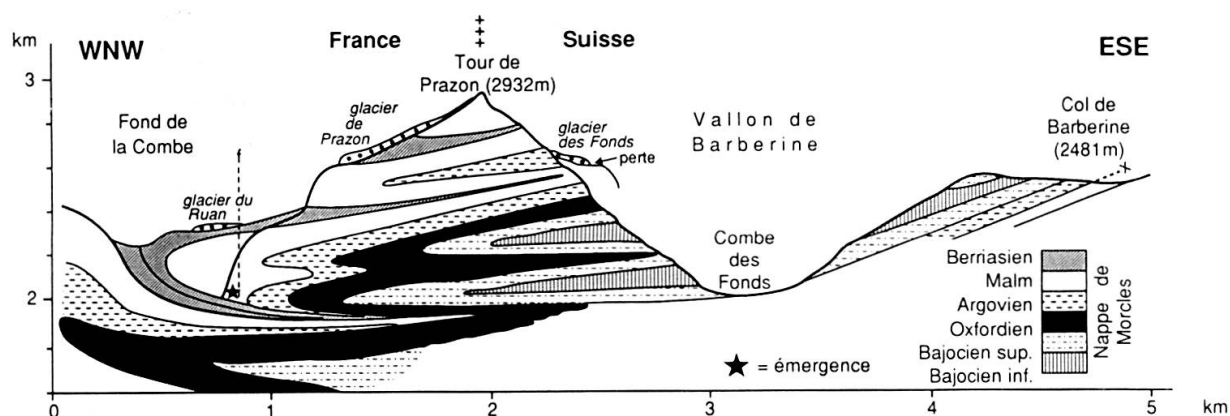 km
WNW
France
Suisse
ESE
Tour de
Prazon (2932m)
3
glacier
de
Prazon
glacier
des Fonds
perte
Vallon de
Barberine
Col de
Barberine
(2481m)
Fond de
la Combe
f
glacier du
Ruan
Combe
des
Fonds
2
Berriasien
Malm
Argovien
Oxfordien
Bajocien sup.
Bajocien inf.
Nappe de
Morcles
★ = émergence
0
1
2
3
4
5
km